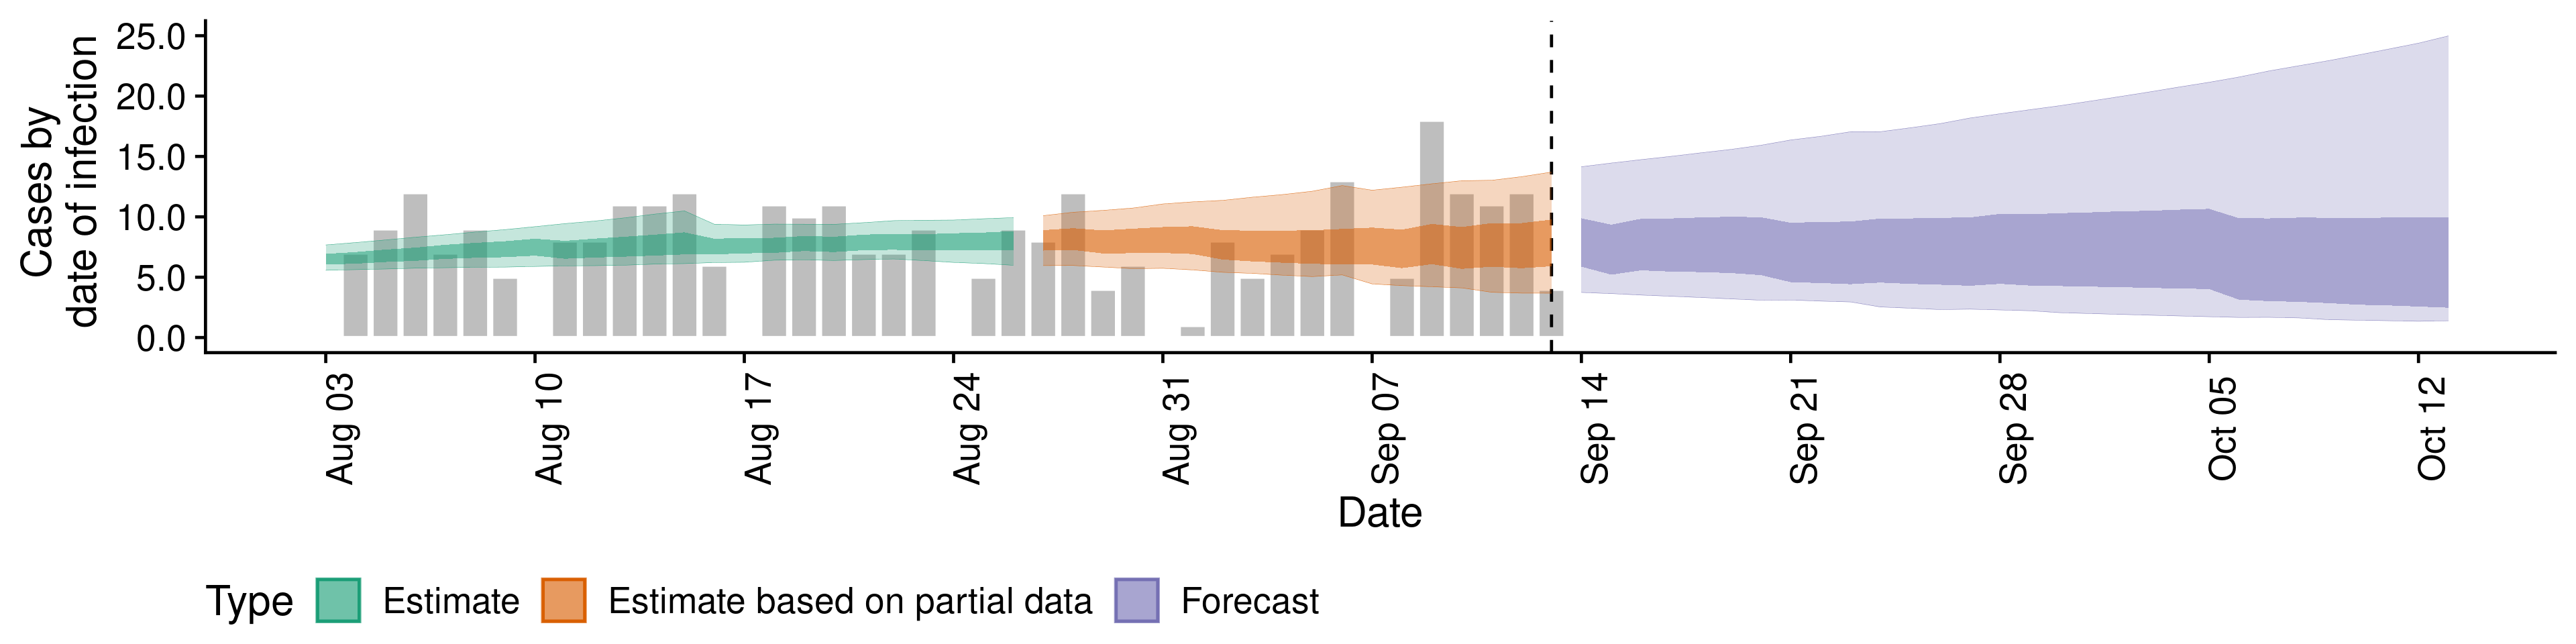 Cases by
date of infection
25.0
20.0
15.0
10.0
5.0
0.0
Aug 03
Aug 10
Aug 17
Aug 24
Aug 31
Sep 07
Sep 14
Sep 21
Sep 28
Oct 05
Oct 12
Date
Type Estimate Estimate based on partial data Forecast